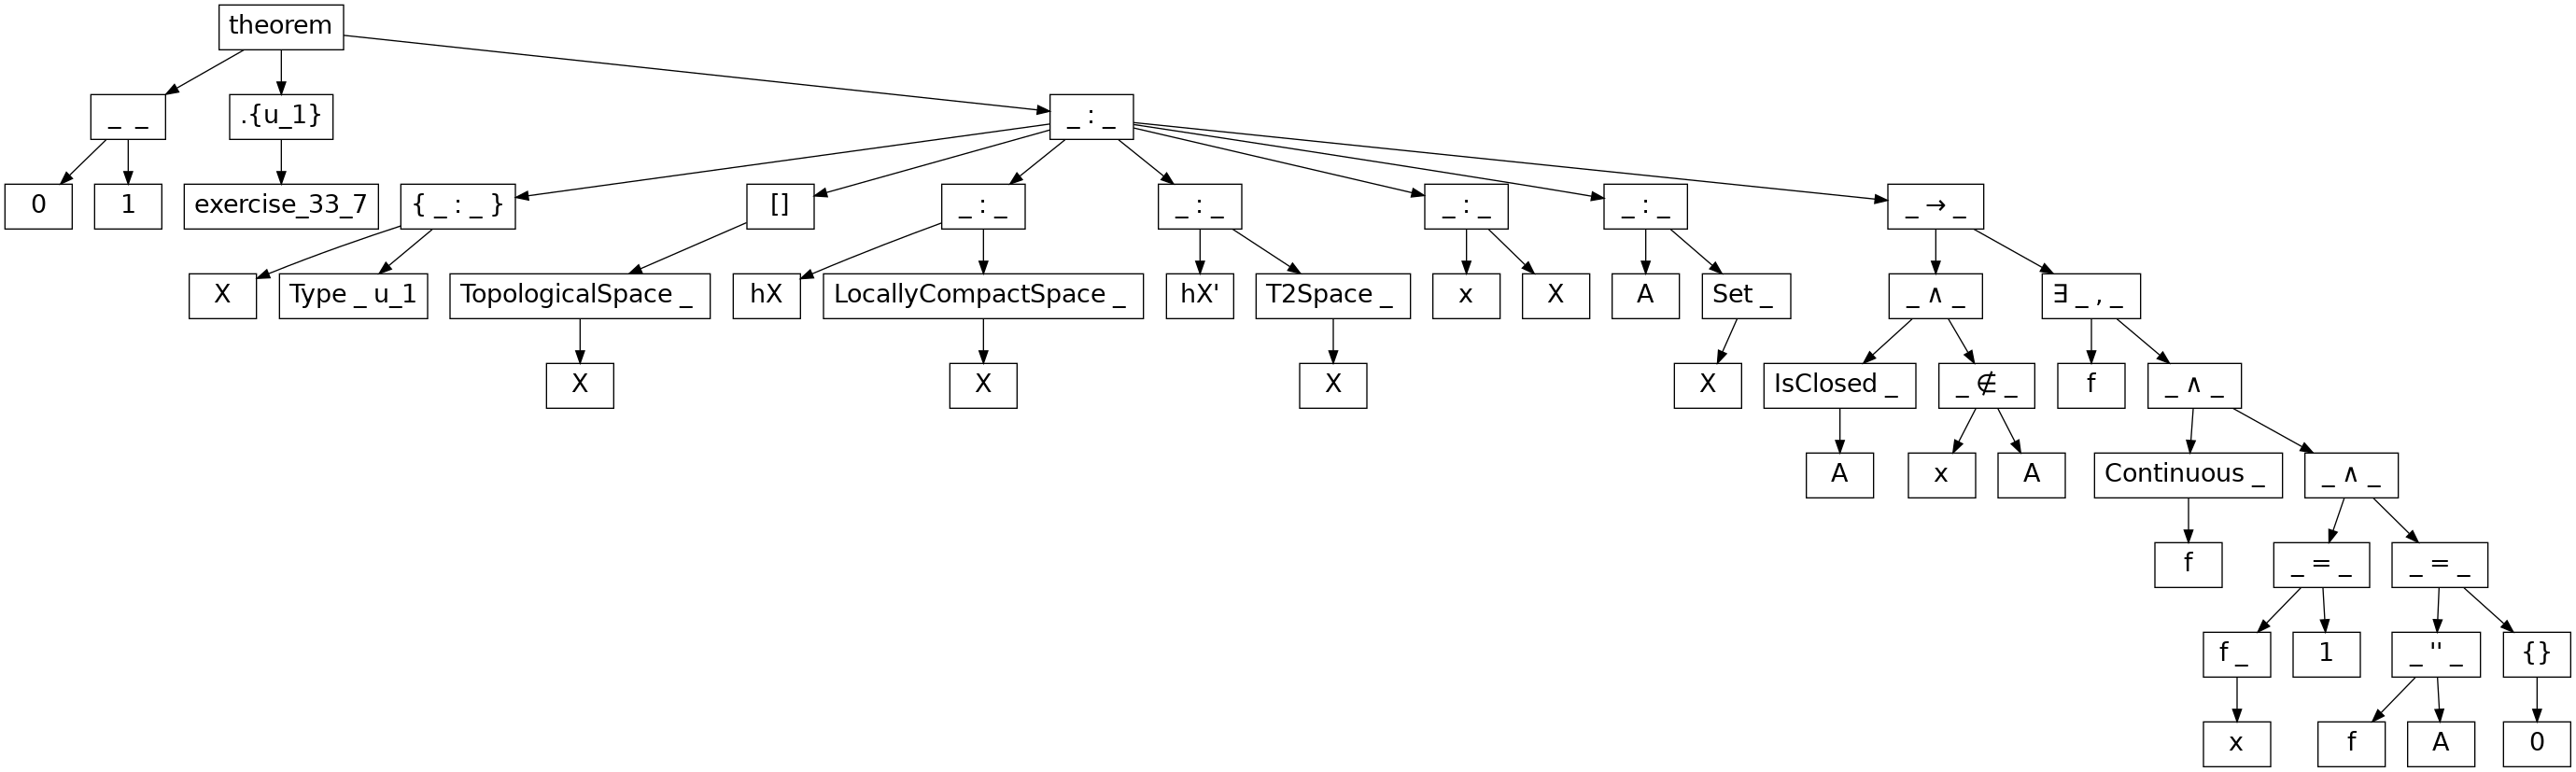 theorem
_ _
.{u_1}
_ : _
0
1
exercise_33_7
{ _ : _ }
[]
_ : _
_ : _
_ : _
_ : _
_ → _
X
Type _ u_1
TopologicalSpace _
hX
LocallyCompactSpace _
hX'
T2Space _
x
X
A
Set _
_ ∧ _
∃ _ , _
X
X
X
X
IsClosed _
_ ∉ _
f
_ ∧ _
A
x
A
Continuous _
_ ∧ _
f
_ = _
_ = _
f _
1
_ '' _
{}
x
f
A
0